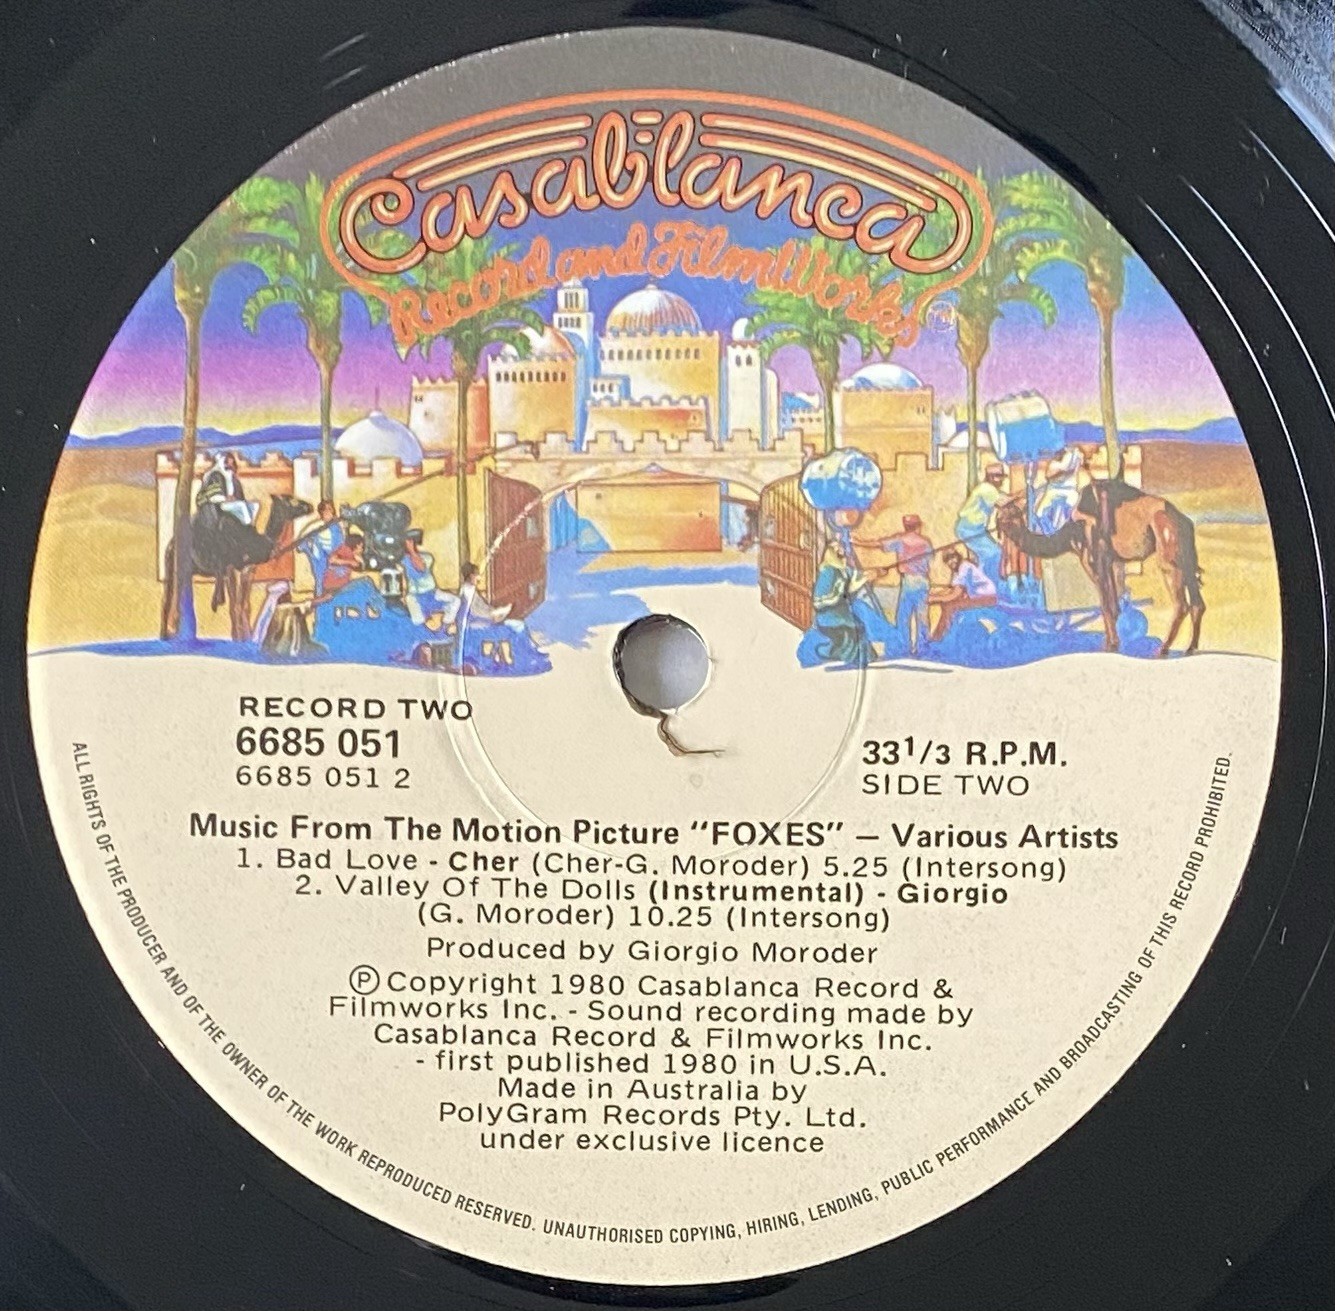 Casablanca
Record and FilmWorks
RECORD TWO
6685 051
6685 051 2
33 1/3 R.P.M.
SIDE TWO
Music From The Motion Picture "FOXES" — Various Artists
1. Bad Love - Cher (Cher-G. Moroder) 5.25 (Intersong)
2. Valley Of The Dolls (Instrumental) - Giorgio
(G. Moroder) 10.25 (Intersong)
Produced by Giorgio Moroder
Ⓟ Copyright 1980 Casablanca Record &
Filmworks Inc. - Sound recording made by
Casablanca Record & Filmworks Inc.
- first published 1980 in U.S.A.
Made in Australia by
PolyGram Records Pty. Ltd.
under exclusive licence
ALL RIGHTS OF THE PRODUCER AND OF THE OWNER OF THE WORK REPRODUCED RESERVED. UNAUTHORISED COPYING, HIRING, LENDING, PUBLIC PERFORMANCE AND BROADCASTING OF THIS RECORD PROHIBITED.